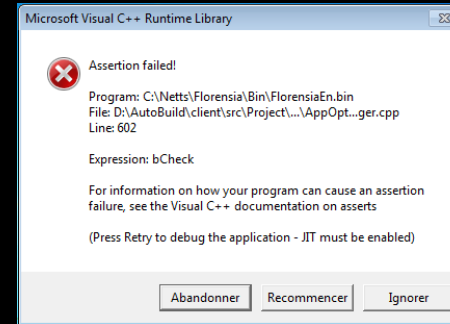 Microsoft Visual C++ Runtime Library
Assertion failed!
Program: C:\Netts\Florensia\Bin\FlorensiaEn.bin
File: D:\AutoBuild\client\src\Project\...\AppOpt...ger.cpp
Line: 602
Expression: bCheck
For information on how your program can cause an assertion
failure, see the Visual C++ documentation on asserts
(Press Retry to debug the application - JIT must be enabled)
Abandonner Recommencer Ignorer